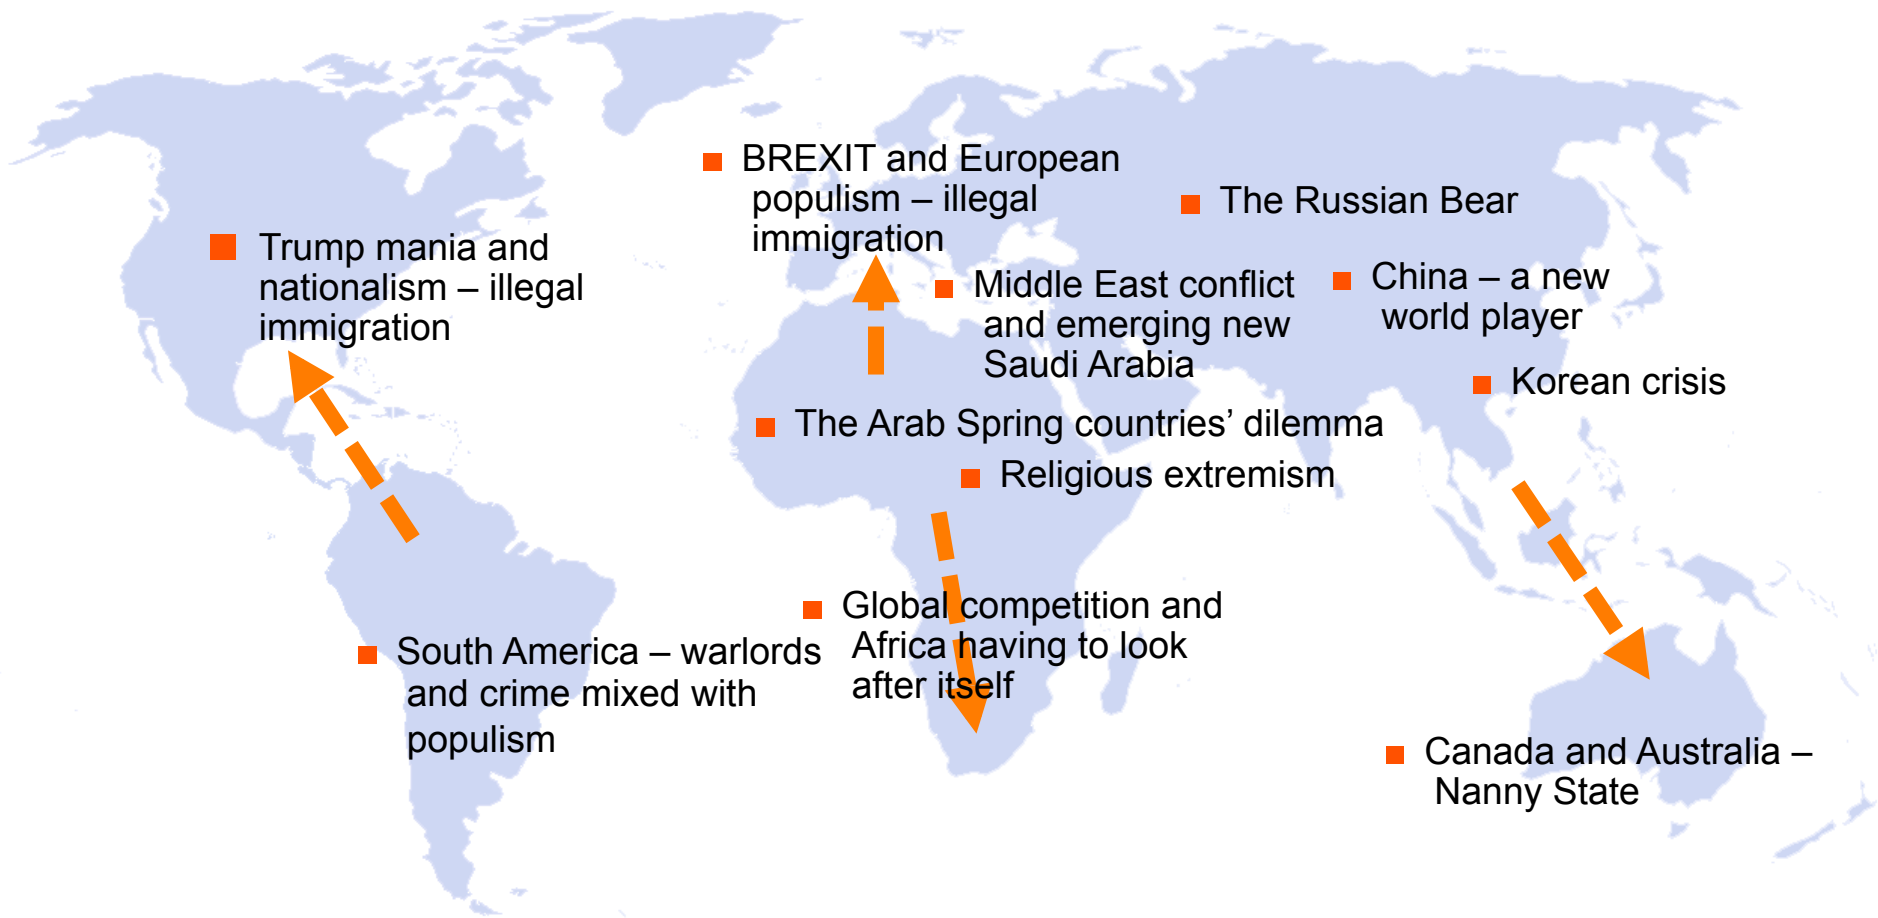 BREXIT and European
populism – illegal
immigration
The Russian Bear
Trump mania and
nationalism – illegal
immigration
Middle East conflict
and emerging new
Saudi Arabia
China – a new
world player
Korean crisis
The Arab Spring countries’ dilemma
Religious extremism
Global competition and
Africa having to look
after itself
South America – warlords
and crime mixed with
populism
Canada and Australia –
Nanny State